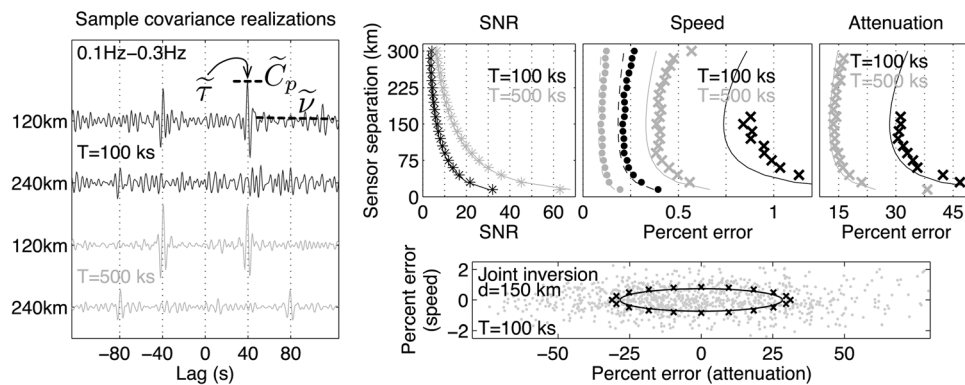 Sample covariance realizations
0.1Hz−0.3Hz
τ̃
C̃p
ν̃
120km
T=100 ks
240km
120km
T=500 ks
240km
−80 −40 0 40 80
Lag (s)
SNR
Sensor separation (km)
300
225
150
75
0
T=100 ks
T=500 ks
0 20 40 60
SNR
Speed
T=100 ks
T=500 ks
0 0.5 1
Percent error
Attenuation
T=100 ks
T=500 ks
15 30 45
Percent error
Percent error
(speed)
2
0
−2
Joint inversion
d=150 km
T=100 ks
−50 −25 0 25 50
Percent error (attenuation)